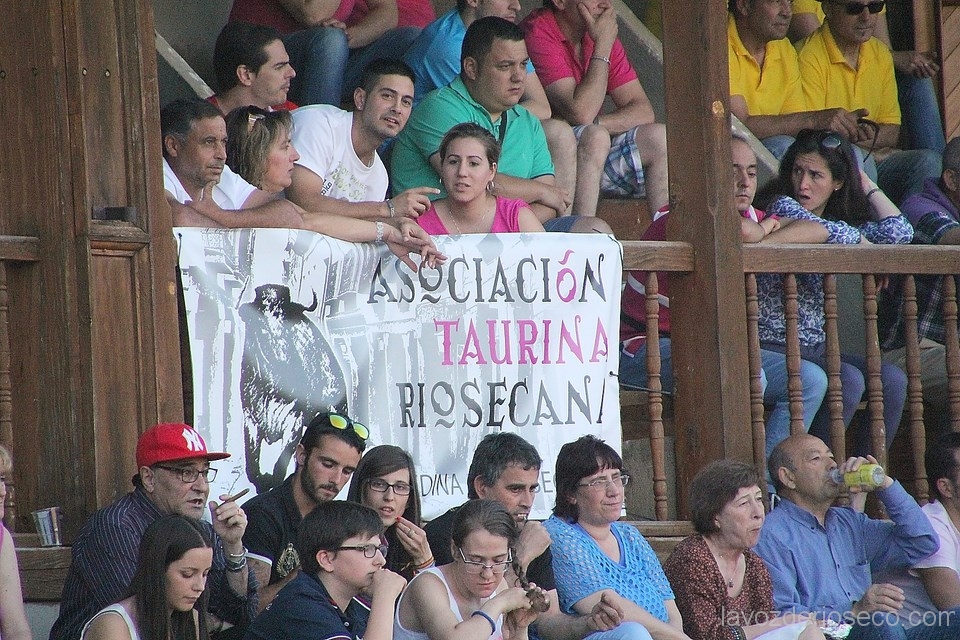 ASOCIACIÓN
TAURINA
RIOSECANA
NY
lavozderioseco.com